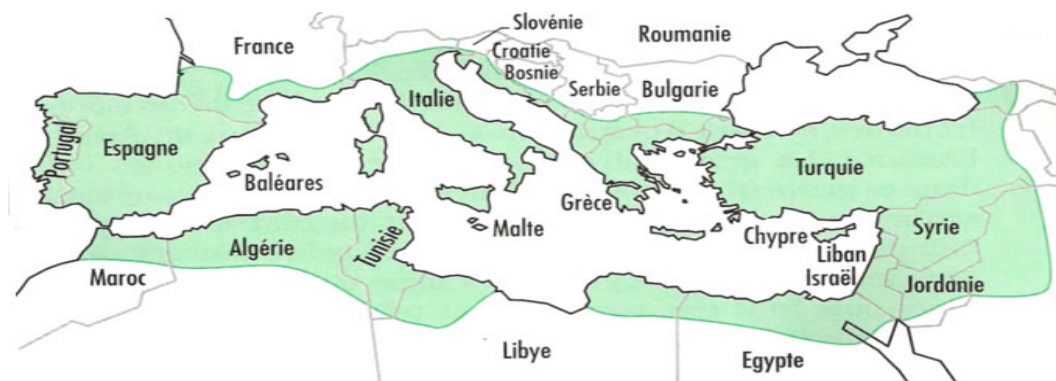 Slovénie
France
Roumanie
Croatie
Bosnie
Italie
Serbie
Bulgarie
Portugal
Espagne
Turquie
Baléares
Grèce
Malte
Chypre
Syrie
Algérie
Tunisie
Liban
Maroc
Israël
Jordanie
Libye
Egypte